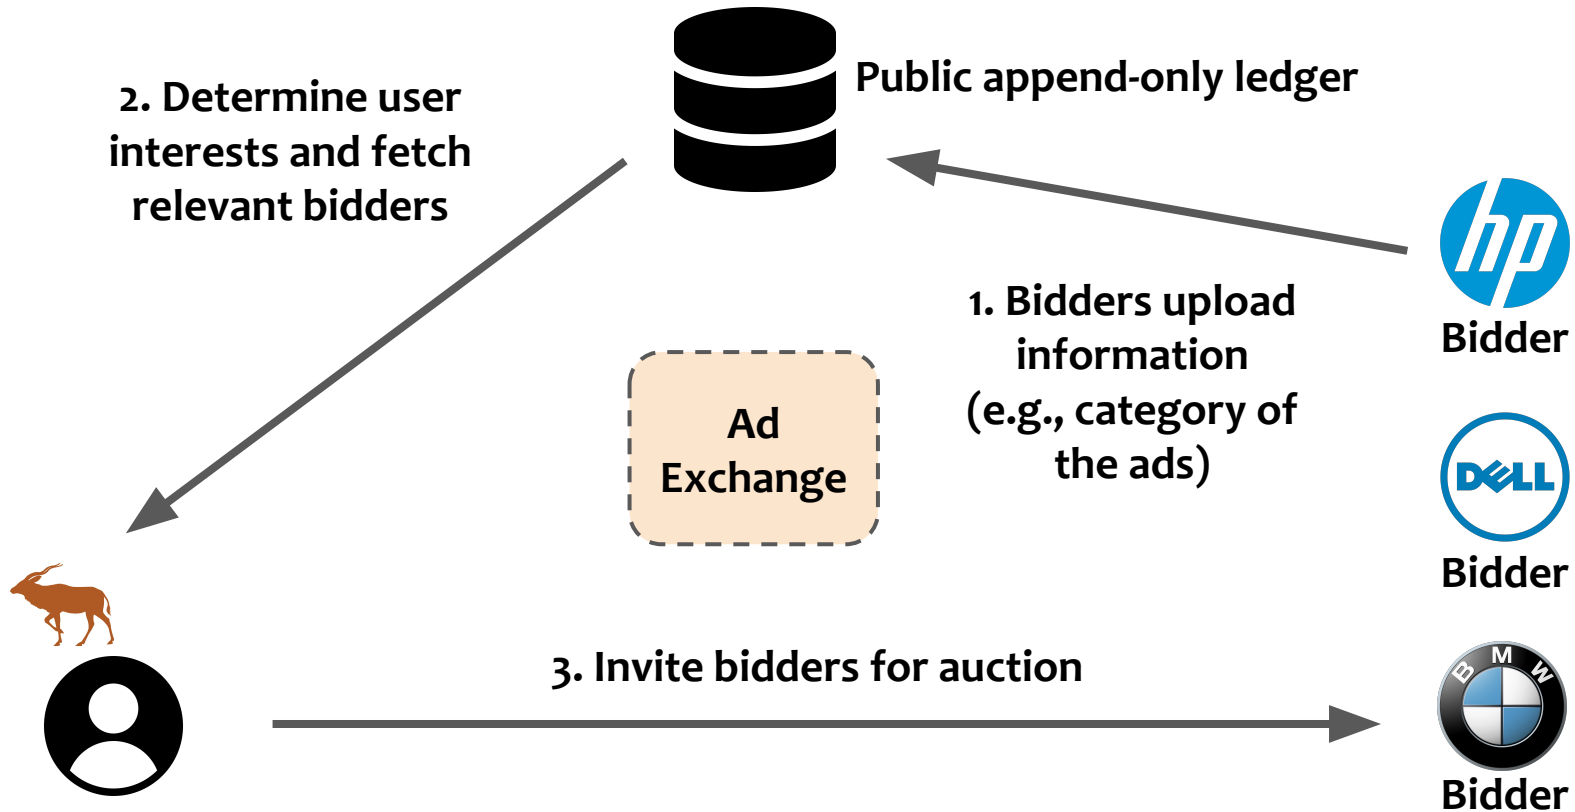 Public append-only ledger
2. Determine user
interests and fetch
relevant bidders
hp
Bidder
1. Bidders upload
information
(e.g., category of
the ads)
Ad
Exchange
DELL
Bidder
3. Invite bidders for auction
BMW
Bidder